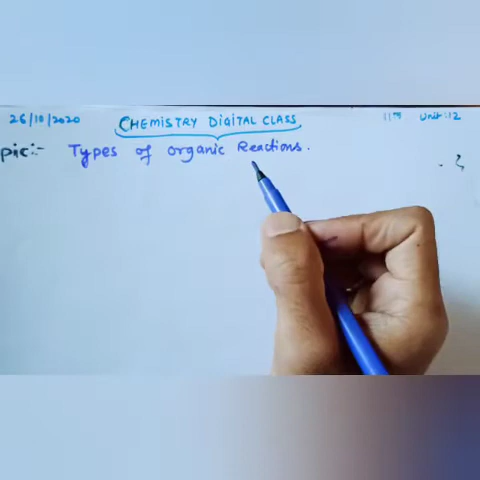 26/10/2020 CHEMISTRY DIGITAL CLASS 11th Unit:12
pic:- Types of Organic Reactions.